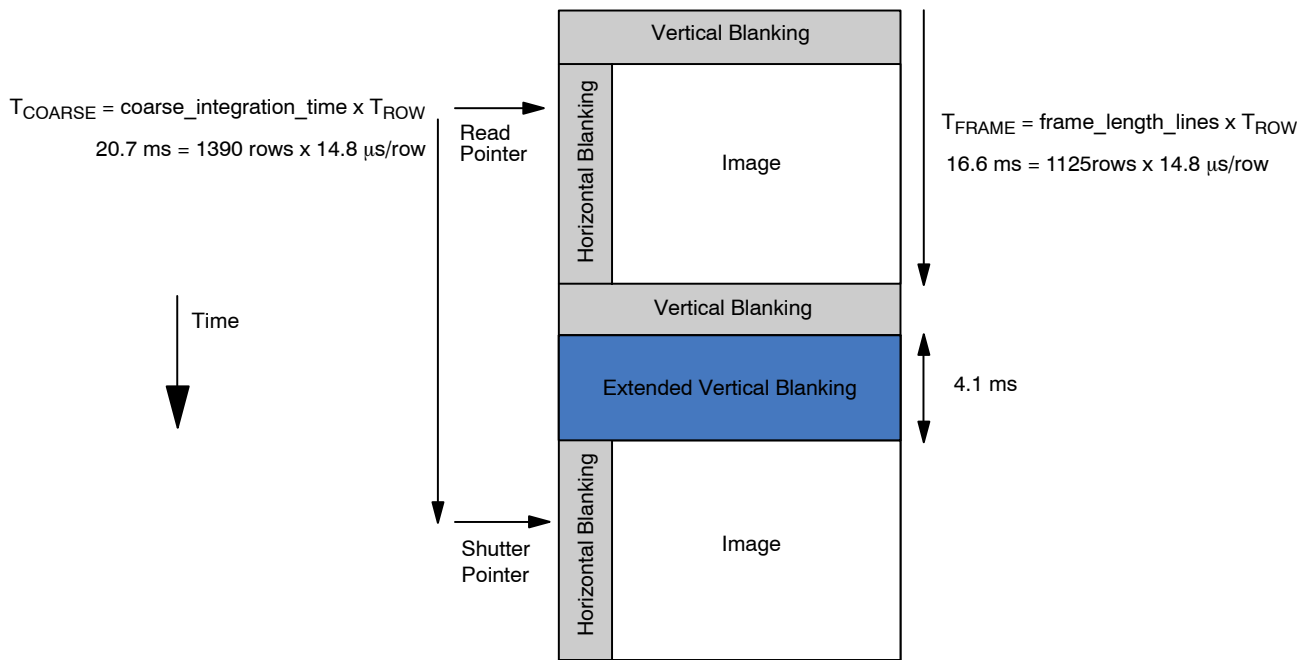 Vertical Blanking
T_COARSE = coarse_integration_time x T_ROW
20.7 ms = 1390 rows x 14.8 μs/row
Read
Pointer
Horizontal Blanking
Image
T_FRAME = frame_length_lines x T_ROW
16.6 ms = 1125rows x 14.8 μs/row
Vertical Blanking
Time
Extended Vertical Blanking
4.1 ms
Horizontal Blanking
Image
Shutter
Pointer